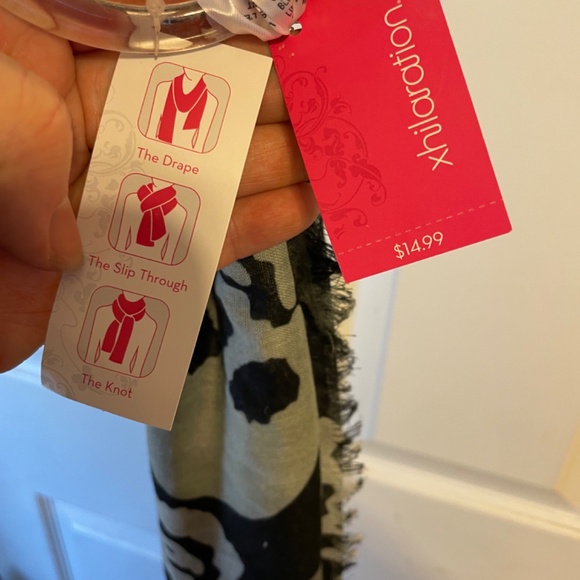 The Drape
The Slip Through
The Knot
xhilaration.
$14.99